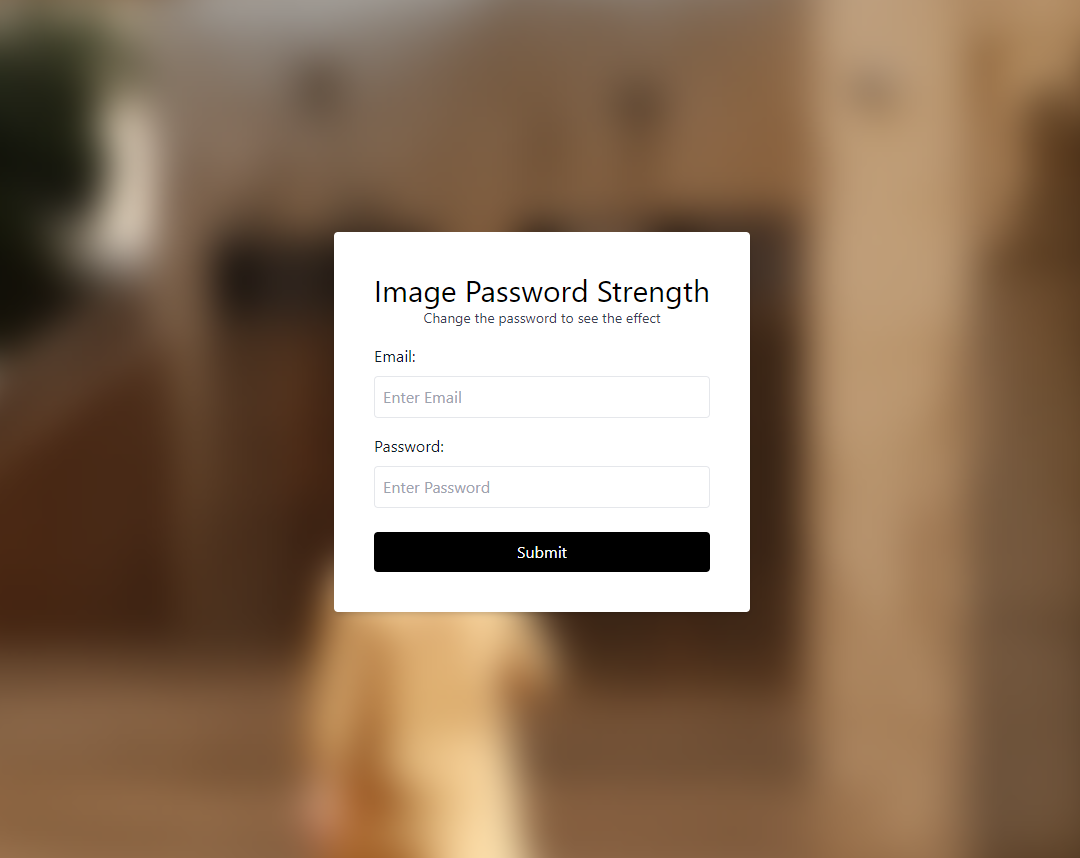 Image Password Strength
Change the password to see the effect
Email:
Enter Email
Password:
Enter Password
Submit